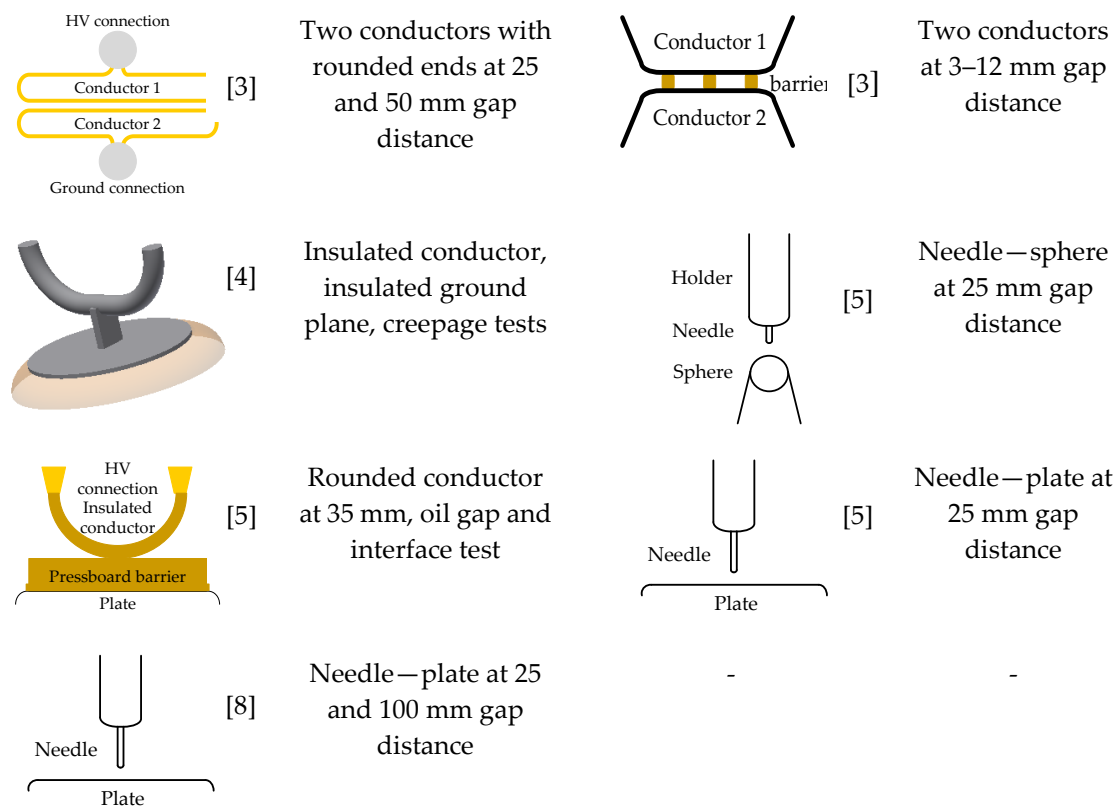 HV connection
Conductor 1
Conductor 2
Ground connection
[3]
Two conductors with
rounded ends at 25
and 50 mm gap
distance
Conductor 1
barrier
Conductor 2
[3]
Two conductors
at 3–12 mm gap
distance
[4]
Insulated conductor,
insulated ground
plane, creepage tests
Holder
Needle
Sphere
[5]
Needle—sphere
at 25 mm gap
distance
HV
connection
Insulated
conductor
Pressboard barrier
Plate
[5]
Rounded conductor
at 35 mm, oil gap and
interface test
Needle
Plate
[5]
Needle—plate at
25 mm gap
distance
Needle
Plate
[8]
Needle—plate at 25
and 100 mm gap
distance
-
-